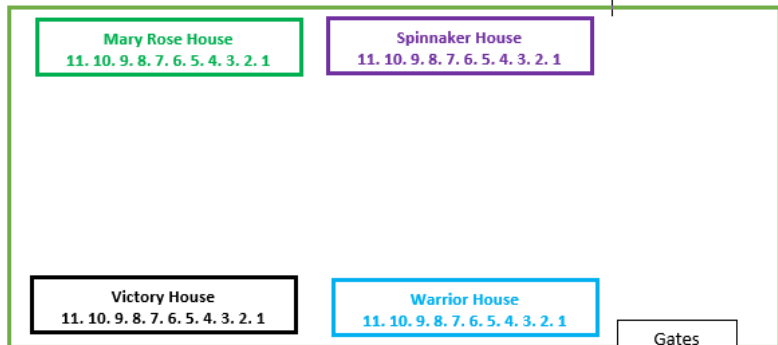 Mary Rose House
11. 10. 9. 8. 7. 6. 5. 4. 3. 2. 1
Spinnaker House
11. 10. 9. 8. 7. 6. 5. 4. 3. 2. 1
Victory House
11. 10. 9. 8. 7. 6. 5. 4. 3. 2. 1
Warrior House
11. 10. 9. 8. 7. 6. 5. 4. 3. 2. 1
Gates